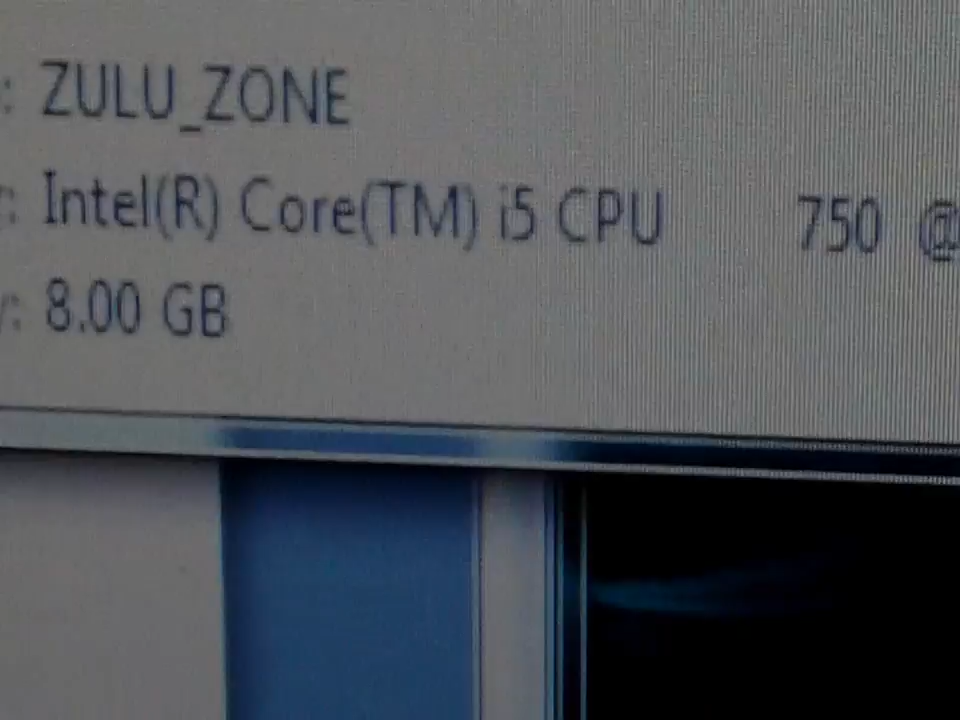 : ZULU_ZONE
r: Intel(R) Core(TM) i5 CPU 750 @
y: 8.00 GB